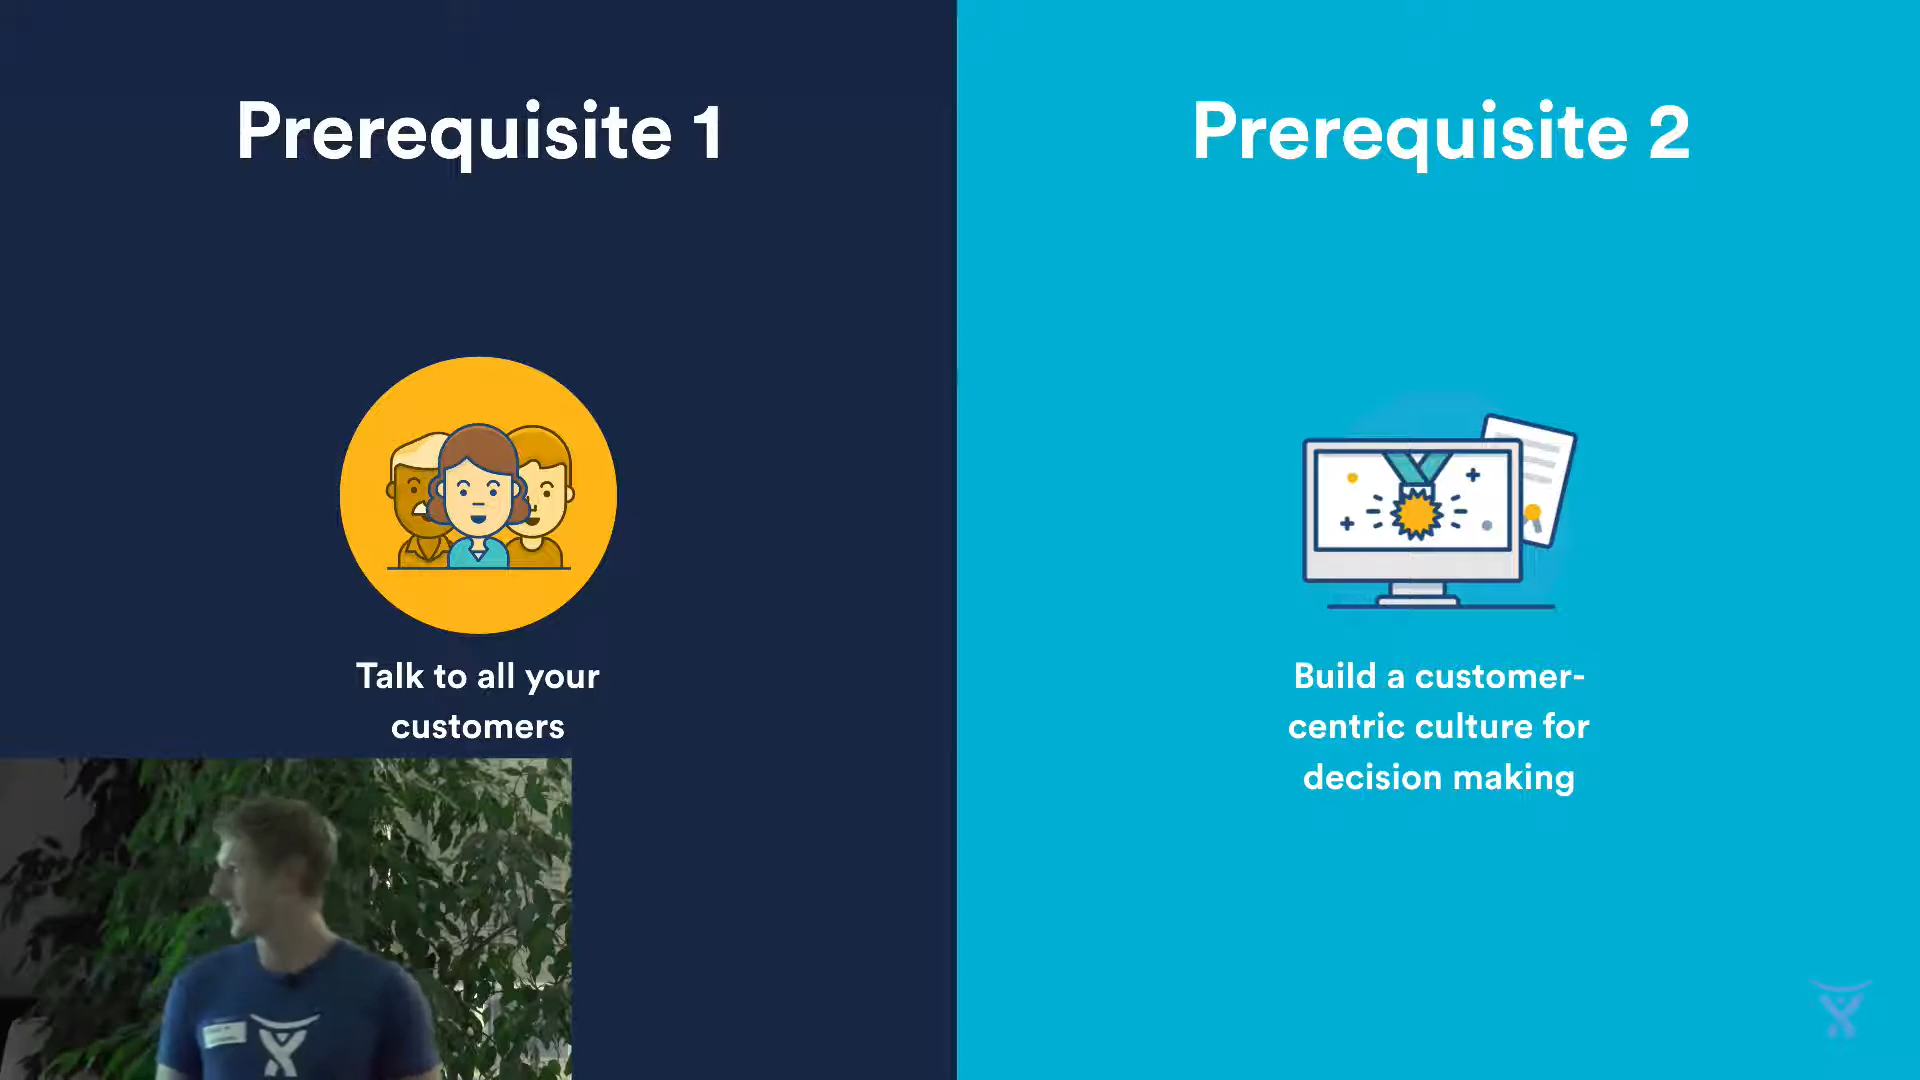 Prerequisite 1
Talk to all your
customers
Prerequisite 2
Build a customer-
centric culture for
decision making